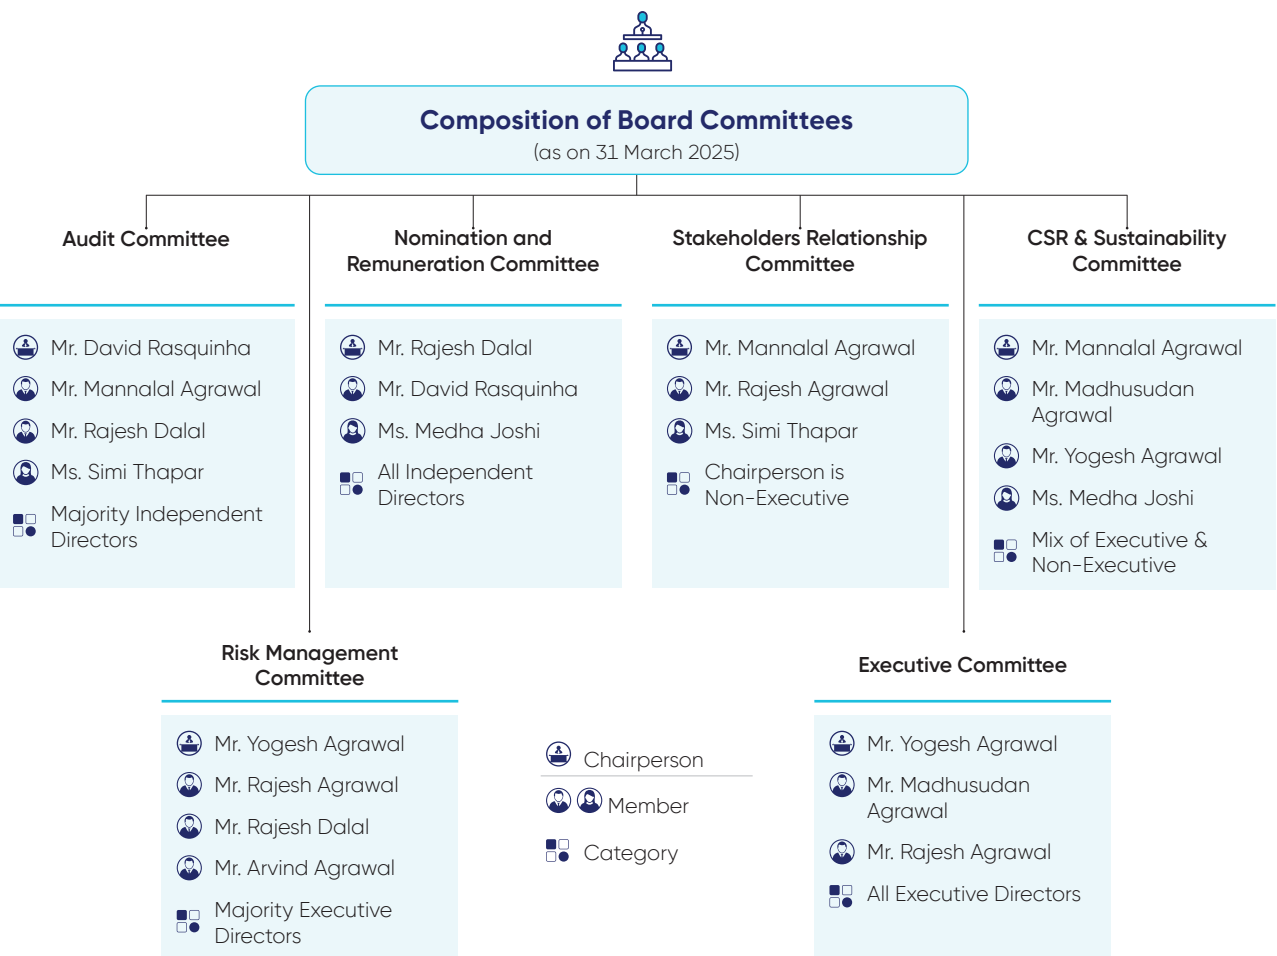 Composition of Board Committees
(as on 31 March 2025)
Audit Committee
Mr. David Rasquinha
Mr. Mannalal Agrawal
Mr. Rajesh Dalal
Ms. Simi Thapar
Majority Independent
Directors
Nomination and
Remuneration Committee
Mr. Rajesh Dalal
Mr. David Rasquinha
Ms. Medha Joshi
All Independent
Directors
Stakeholders Relationship
Committee
Mr. Mannalal Agrawal
Mr. Rajesh Agrawal
Ms. Simi Thapar
Chairperson is
Non-Executive
CSR & Sustainability
Committee
Mr. Mannalal Agrawal
Mr. Madhusudan
Agrawal
Mr. Yogesh Agrawal
Ms. Medha Joshi
Mix of Executive &
Non-Executive
Risk Management
Committee
Mr. Yogesh Agrawal
Mr. Rajesh Agrawal
Mr. Rajesh Dalal
Mr. Arvind Agrawal
Majority Executive
Directors
Chairperson
Member
Category
Executive Committee
Mr. Yogesh Agrawal
Mr. Madhusudan
Agrawal
Mr. Rajesh Agrawal
All Executive Directors